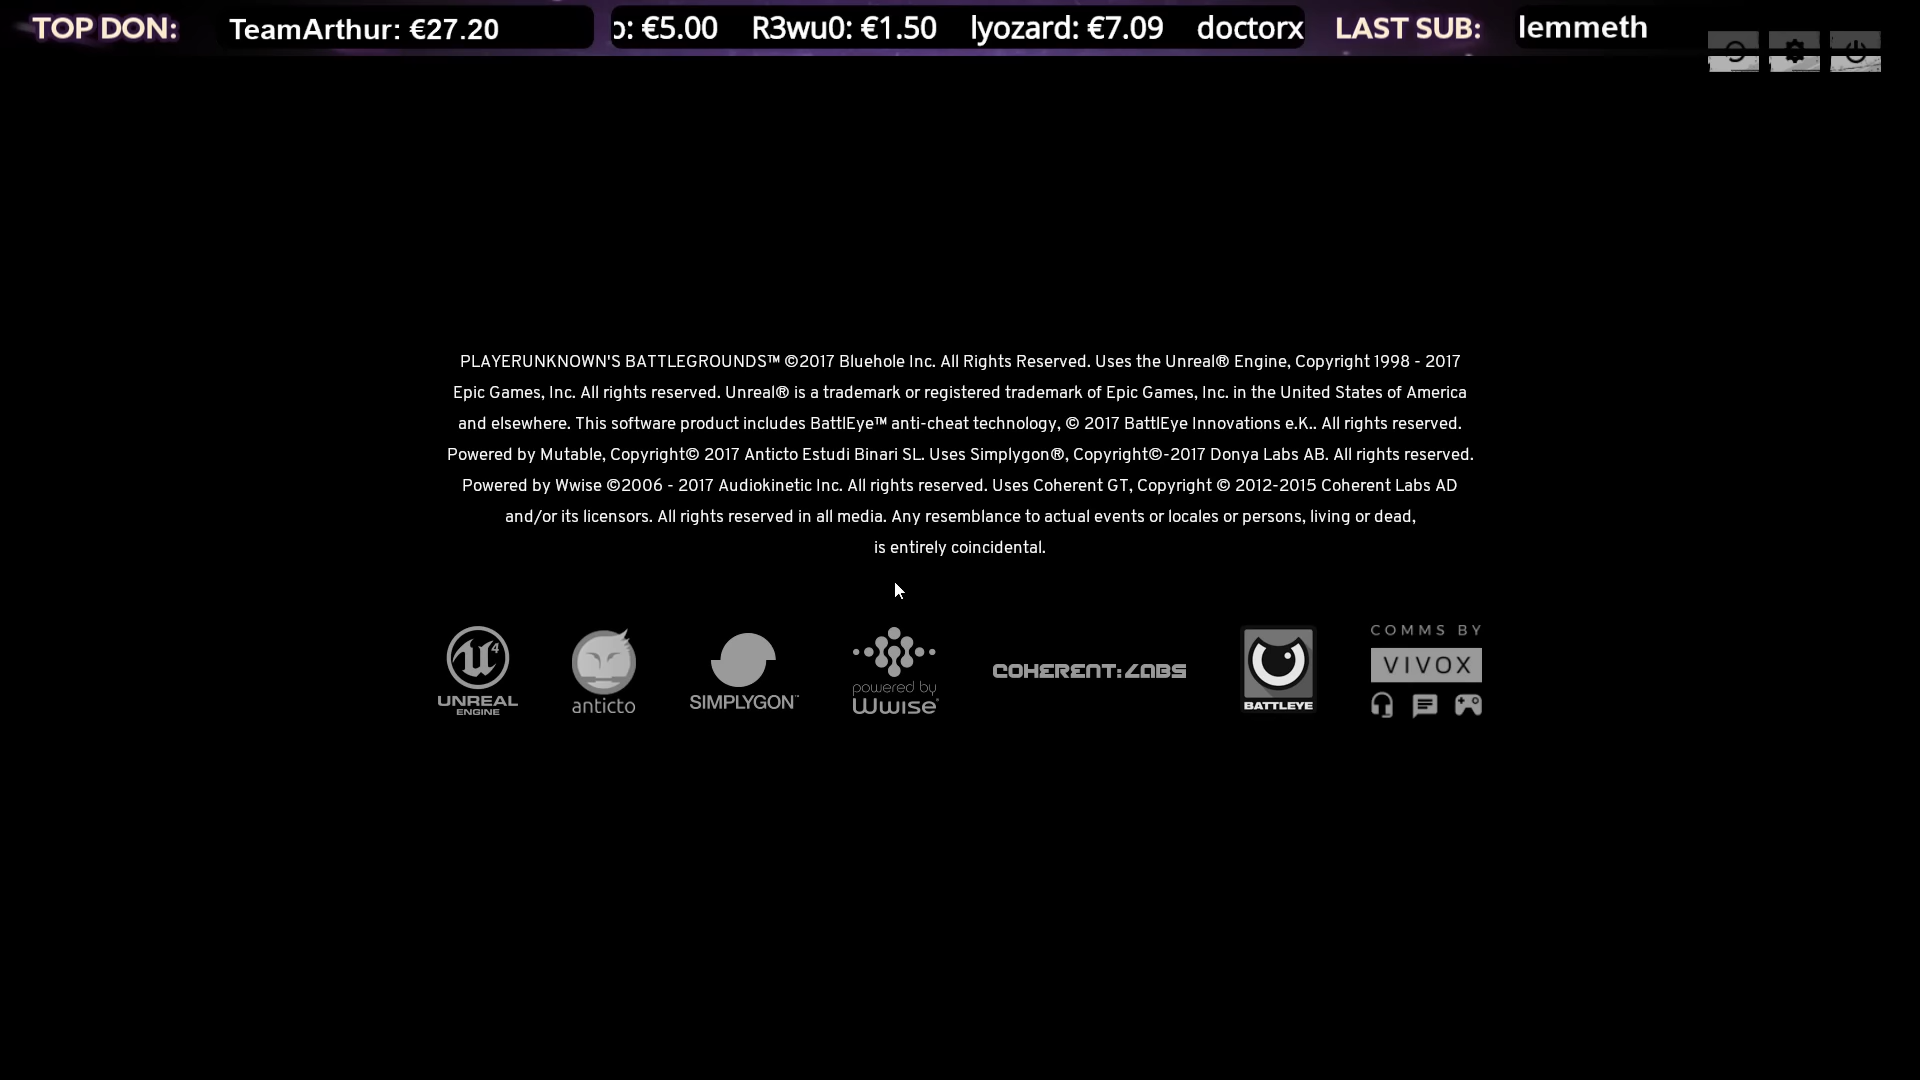 TOP DON: TeamArthur: €27.20 o: €5.00 R3wu0: €1.50 lyozard: €7.09 doctorx LAST SUB: lemmeth
PLAYERUNKNOWN'S BATTLEGROUNDS™ ©2017 Bluehole Inc. All Rights Reserved. Uses the Unreal® Engine, Copyright 1998 - 2017
Epic Games, Inc. All rights reserved. Unreal® is a trademark or registered trademark of Epic Games, Inc. in the United States of America
and elsewhere. This software product includes BattlEye™ anti-cheat technology, © 2017 BattlEye Innovations e.K.. All rights reserved.
Powered by Mutable, Copyright© 2017 Anticto Estudi Binari SL. Uses Simplygon®, Copyright©-2017 Donya Labs AB. All rights reserved.
Powered by Wwise ©2006 - 2017 Audiokinetic Inc. All rights reserved. Uses Coherent GT, Copyright © 2012-2015 Coherent Labs AD
and/or its licensors. All rights reserved in all media. Any resemblance to actual events or locales or persons, living or dead,
is entirely coincidental.
U4
UNREAL
ENGINE
anticto
SIMPLYGON™
powered by
Wwise®
COHERENT:LABS
BATTLEYE
COMMS BY
VIVOX